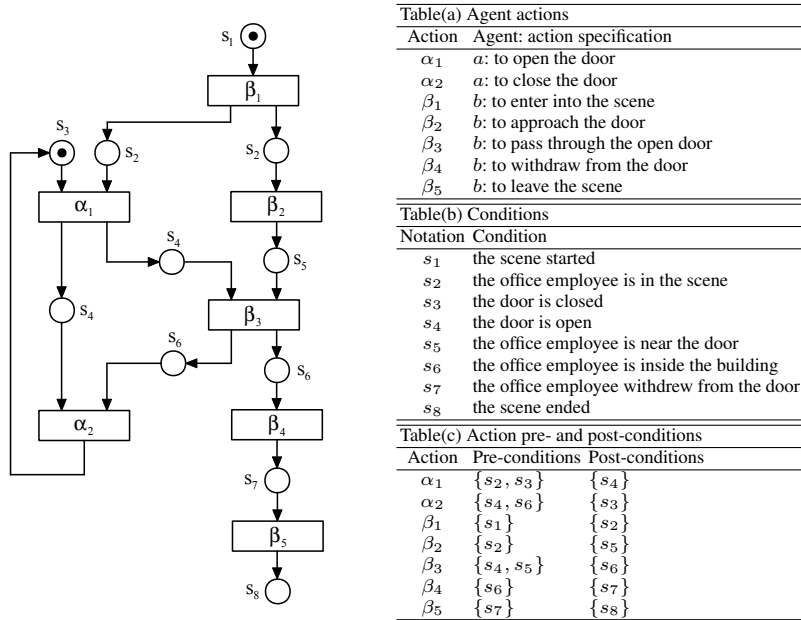 s₁
β₁
s₃
s₂
s₂
α₁
β₂
s₄
s₅
s₄
β₃
s₆
s₆
α₂
β₄
s₇
β₅
s₈
Table(a) Agent actions
Action Agent: action specification
α₁ a: to open the door
α₂ a: to close the door
β₁ b: to enter into the scene
β₂ b: to approach the door
β₃ b: to pass through the open door
β₄ b: to withdraw from the door
β₅ b: to leave the scene
Table(b) Conditions
Notation Condition
s₁ the scene started
s₂ the office employee is in the scene
s₃ the door is closed
s₄ the door is open
s₅ the office employee is near the door
s₆ the office employee is inside the building
s₇ the office employee withdrew from the door
s₈ the scene ended
Table(c) Action pre- and post-conditions
Action Pre-conditions Post-conditions
α₁ {s₂, s₃} {s₄}
α₂ {s₄, s₆} {s₃}
β₁ {s₁} {s₂}
β₂ {s₂} {s₅}
β₃ {s₄, s₅} {s₆}
β₄ {s₆} {s₇}
β₅ {s₇} {s₈}